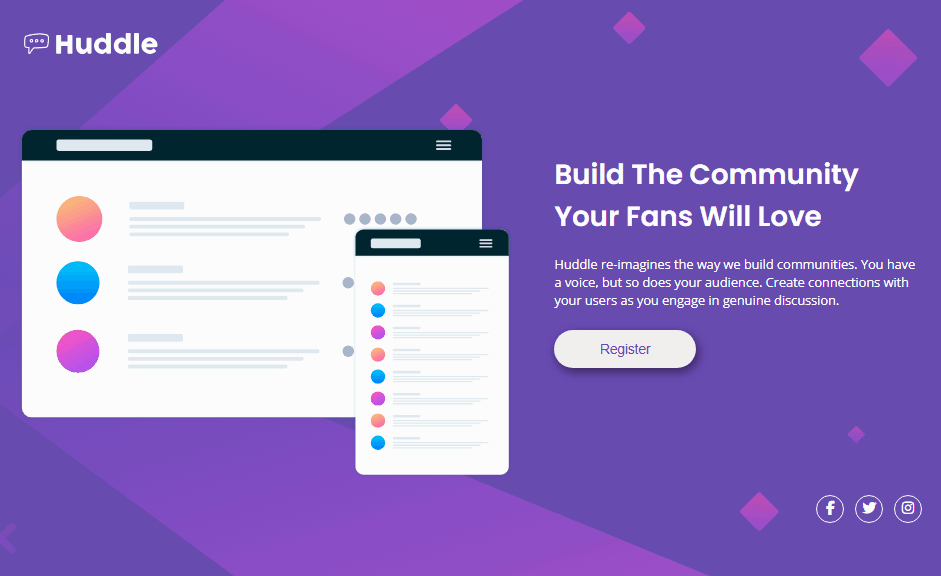 Huddle
Build The Community
Your Fans Will Love
Huddle re-imagines the way we build communities. You have
a voice, but so does your audience. Create connections with
your users as you engage in genuine discussion.
Register